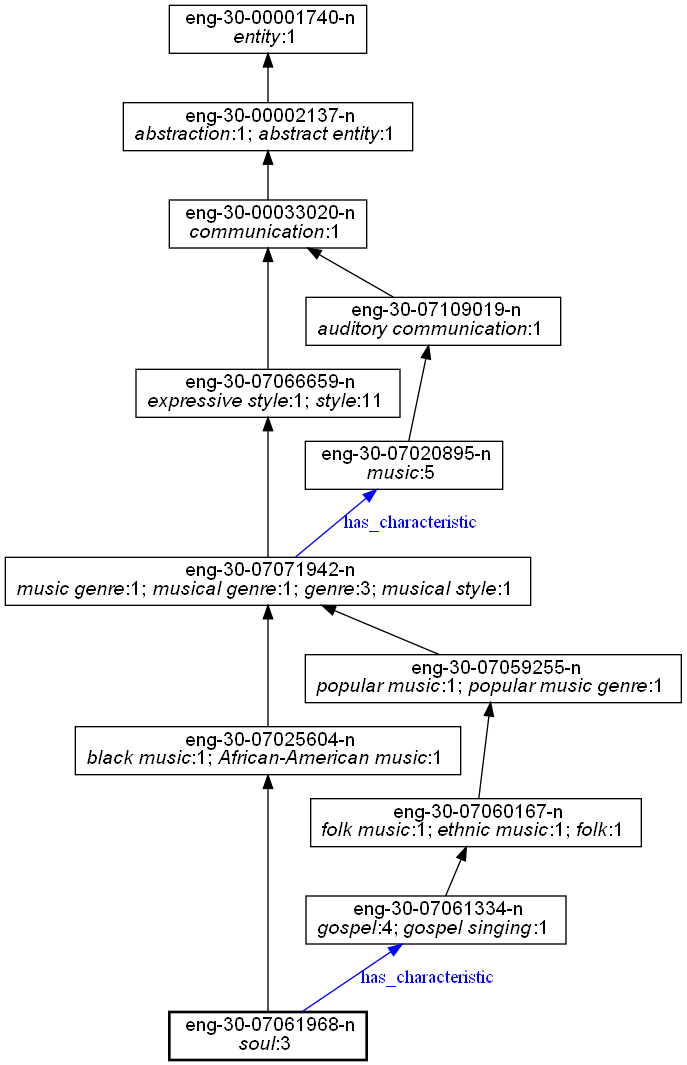 eng-30-00001740-n
entity:1
eng-30-00002137-n
abstraction:1; abstract entity:1
eng-30-00033020-n
communication:1
eng-30-07109019-n
auditory communication:1
eng-30-07066659-n
expressive style:1; style:11
eng-30-07020895-n
music:5
has_characteristic
eng-30-07071942-n
music genre:1; musical genre:1; genre:3; musical style:1
eng-30-07059255-n
popular music:1; popular music genre:1
eng-30-07025604-n
black music:1; African-American music:1
eng-30-07060167-n
folk music:1; ethnic music:1; folk:1
eng-30-07061334-n
gospel:4; gospel singing:1
has_characteristic
eng-30-07061968-n
soul:3